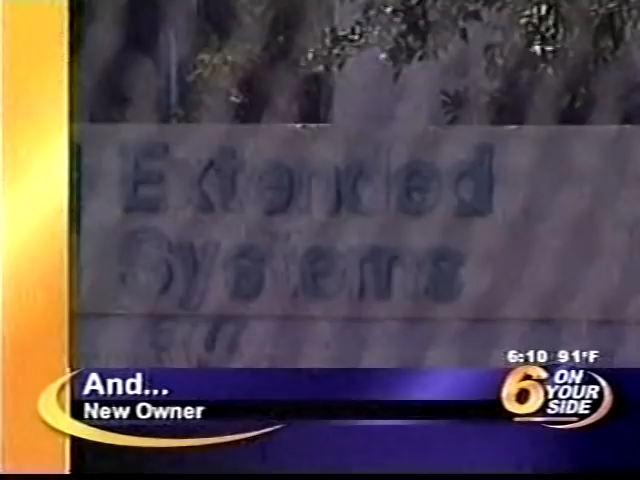 Extended
Systems
6:10 91°F
And...
New Owner
6 ON
YOUR
SIDE